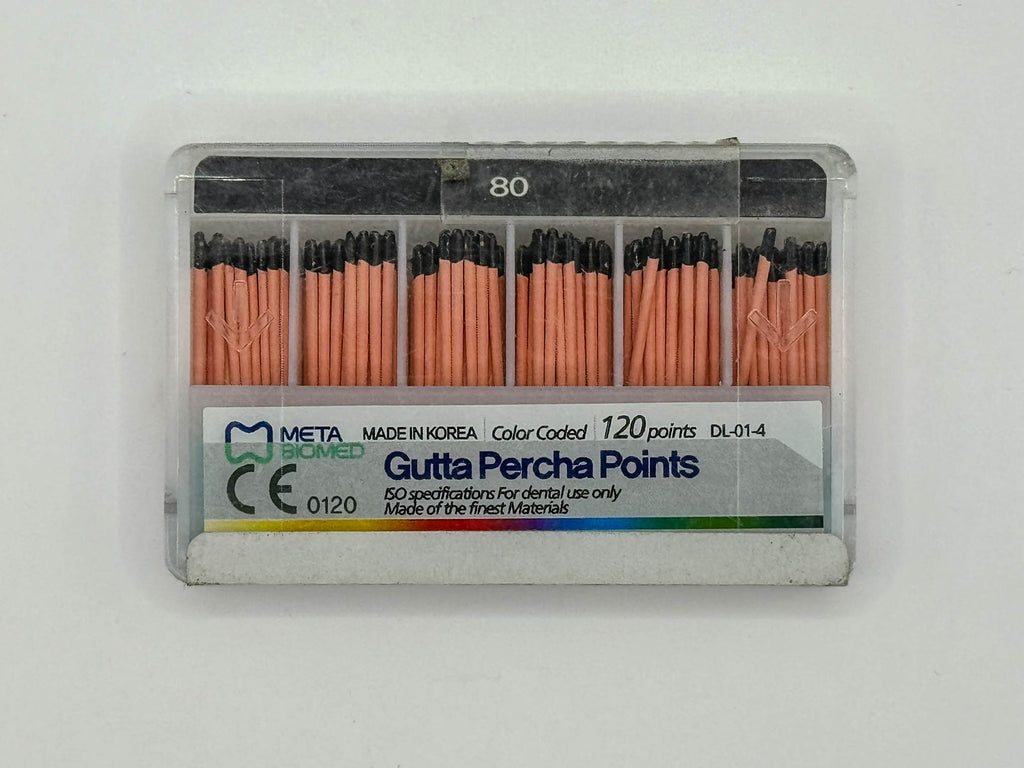 80
META BIOMED MADE IN KOREA Color Coded 120 points DL-01-4
Gutta Percha Points
CE 0120
ISO specifications For dental use only
Made of the finest Materials